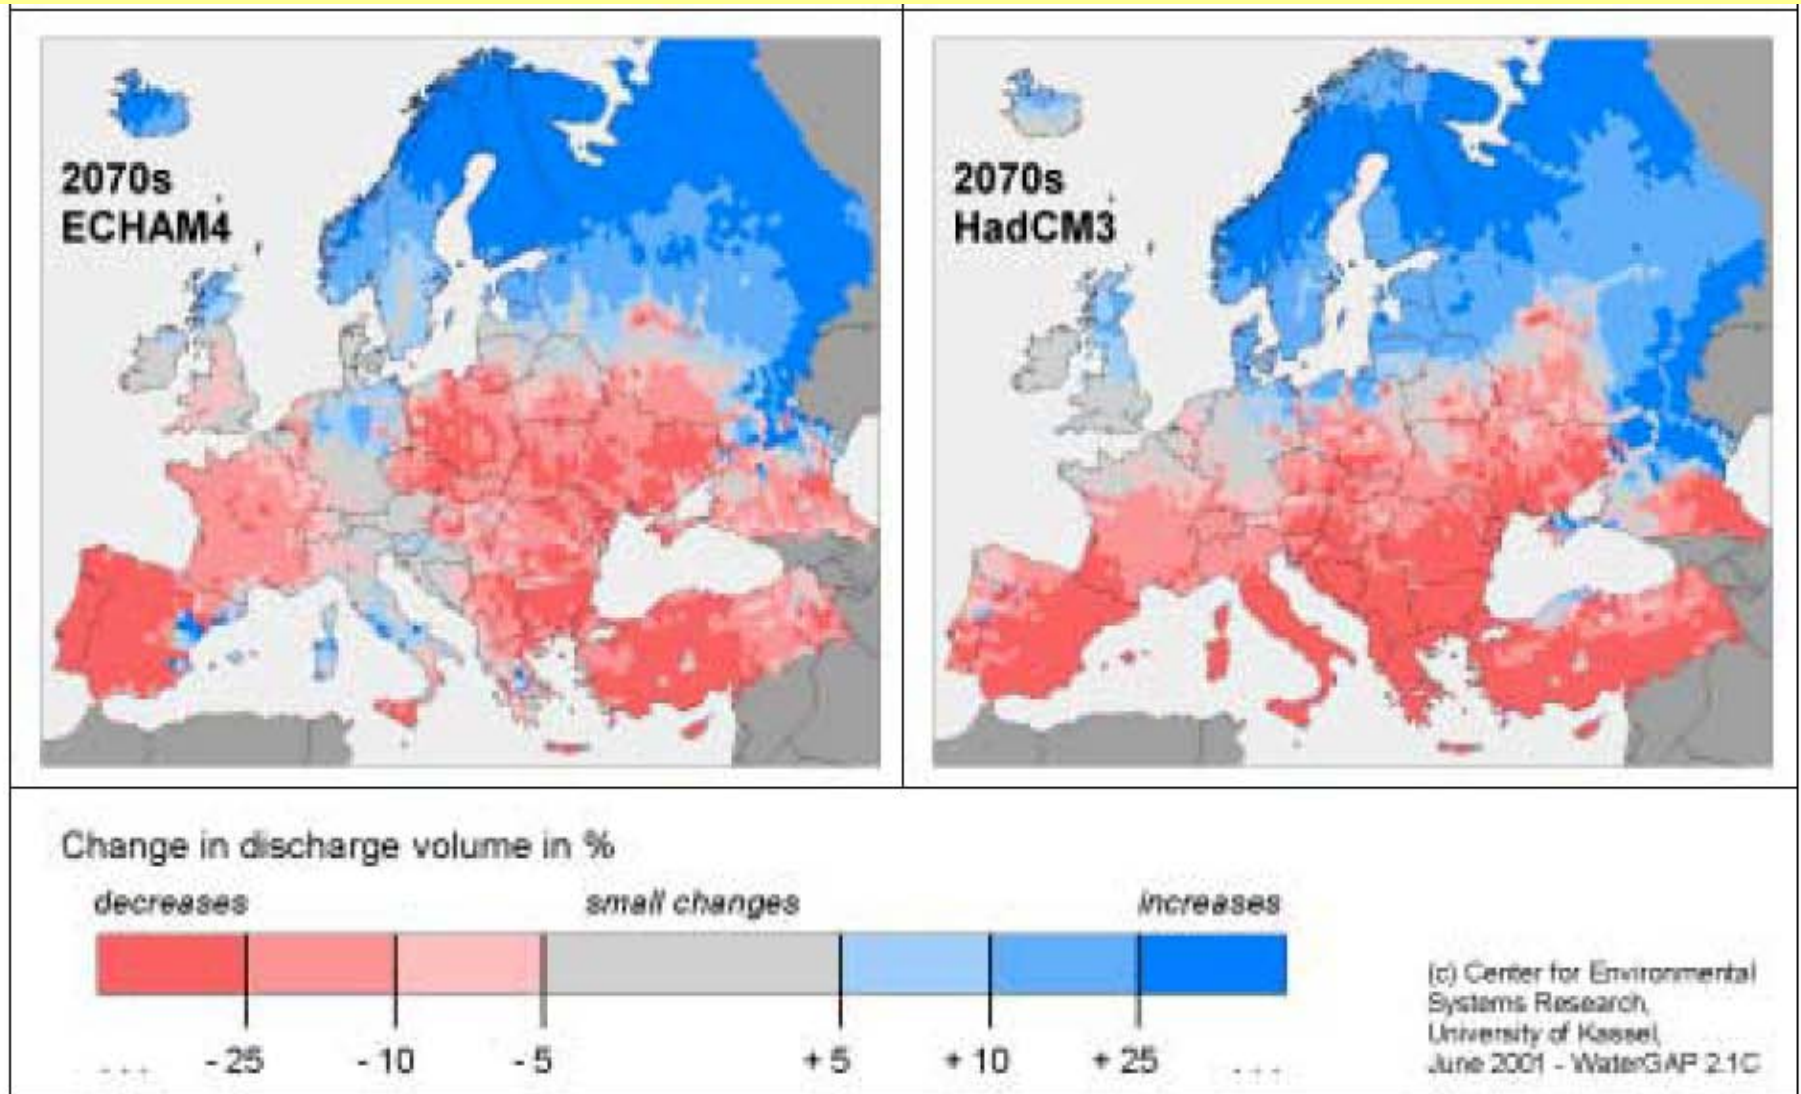 2070s
ECHAM4
2070s
HadCM3
Change in discharge volume in %
decreases
small changes
increases
... - 25 - 10 - 5 + 5 + 10 + 25 ...
(c) Center for Environmental
Systems Research,
University of Kassel,
June 2001 - WaterGAP 2.1C